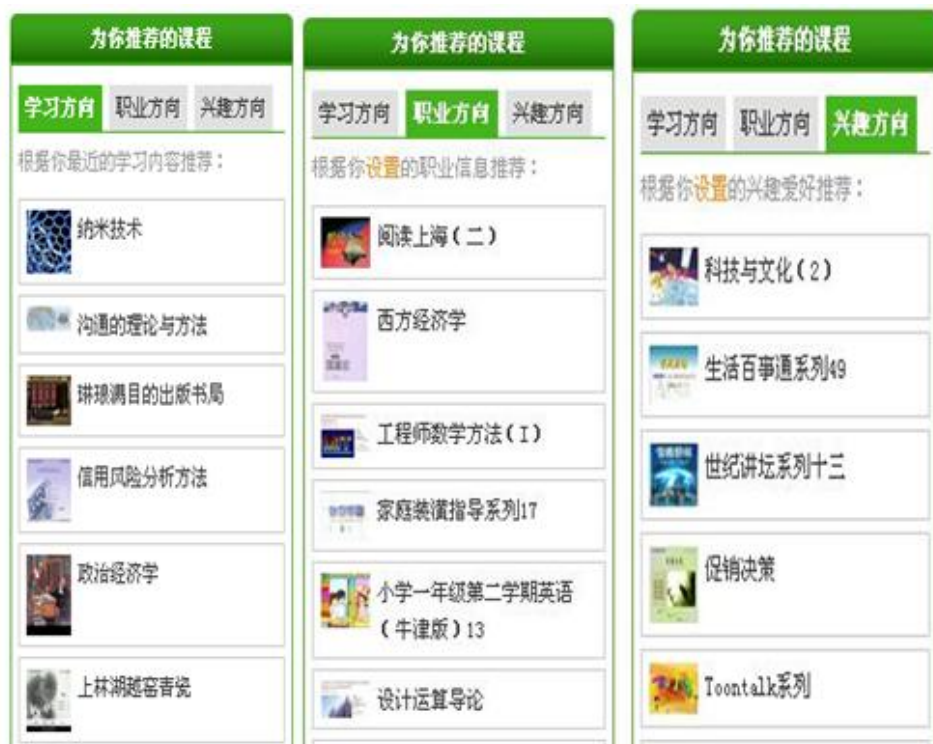 为你推荐的课程
学习方向 职业方向 兴趣方向
根据你最近的学习内容推荐：
纳米技术
沟通的理论与方法
琳琅满目的出版书局
信用风险分析方法
政治经济学
上林湖越窑青瓷
为你推荐的课程
学习方向 职业方向 兴趣方向
根据你设置的职业信息推荐：
阅读上海（二）
西方经济学
工程师数学方法(I)
家庭装潢指导系列17
小学一年级第二学期英语
（牛津版）13
设计运算导论
为你推荐的课程
学习方向 职业方向 兴趣方向
根据你设置的兴趣爱好推荐：
科技与文化(2)
生活百事通系列49
世纪讲坛系列十三
促销决策
Toontalk系列